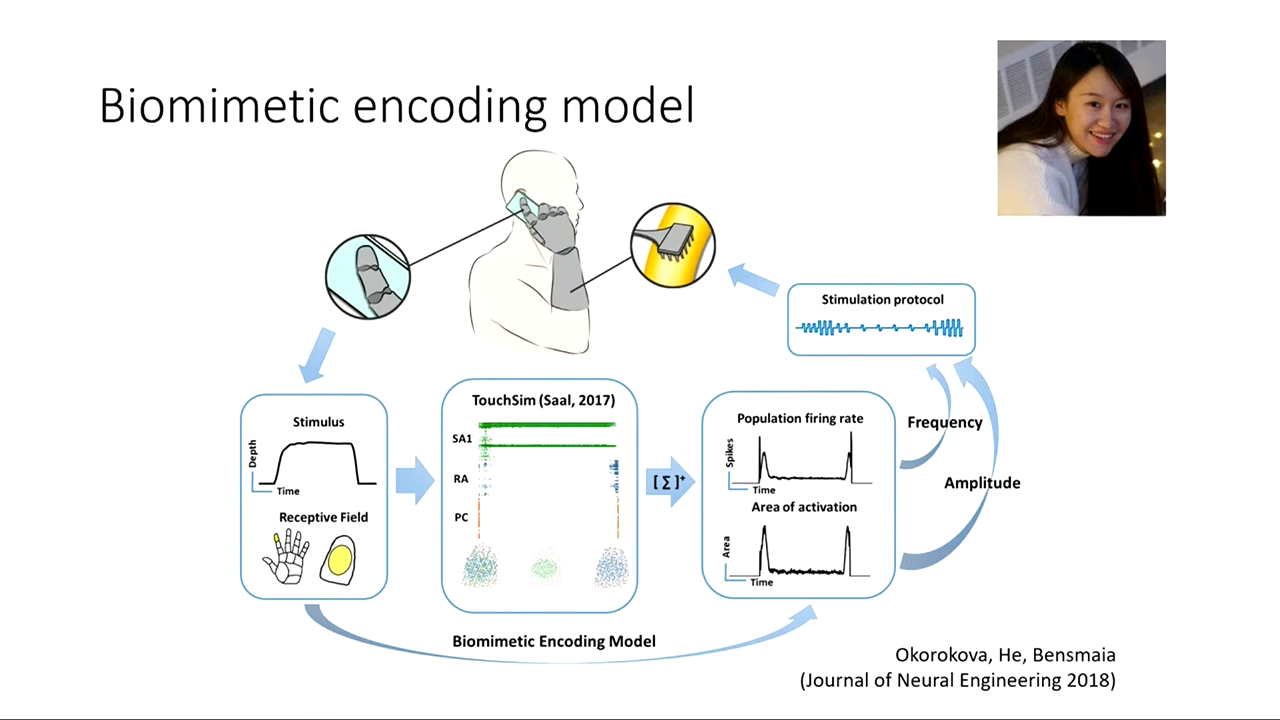 Biomimetic encoding model
Stimulation protocol
Stimulus
Depth
Time
Receptive Field
TouchSim (Saal, 2017)
SA1
RA
PC
[ Σ ]⁺
Population firing rate
Spikes
Time
Area of activation
Area
Time
Frequency
Amplitude
Biomimetic Encoding Model
Okorokova, He, Bensmaia
(Journal of Neural Engineering 2018)